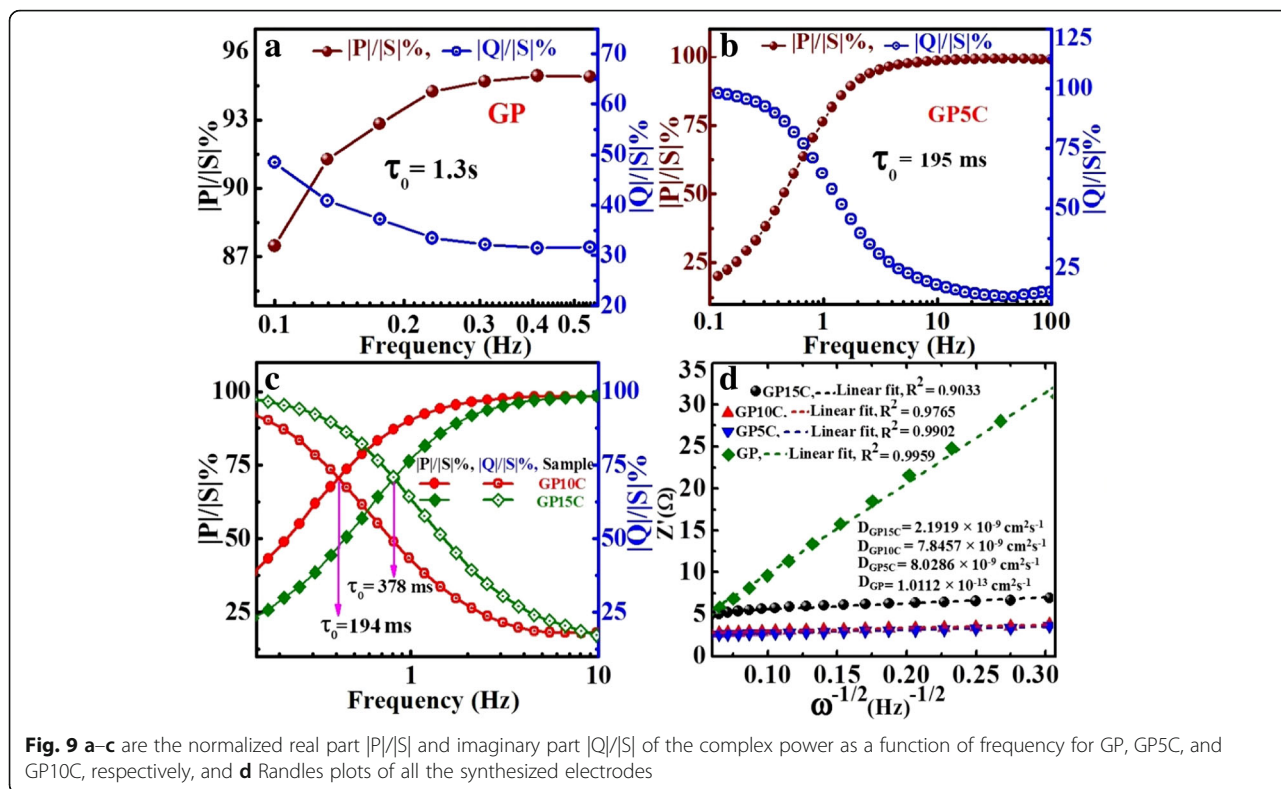 a
|P|/|S|%, |Q|/|S|%
GP
τ0 = 1.3s
|P|/|S|%
96
93
90
87
|Q|/|S|%
70
60
50
40
30
20
0.1 0.2 0.3 0.4 0.5
Frequency (Hz)
b
|P|/|S|%, |Q|/|S|%
GP5C
τ0 = 195 ms
|P|/|S|%
100
75
50
25
|Q|/|S|%
112
100
75
50
25
0.1 1 10 100
Frequency (Hz)
c
|P|/|S|%, |Q|/|S|%, Sample
GP10C
GP15C
τ0 = 378 ms
τ0 = 194 ms
|P|/|S|%
100
75
50
25
|Q|/|S|%
100
75
50
25
1 10
Frequency (Hz)
d
GP15C, Linear fit, R² = 0.9033
GP10C. Linear fit, R² = 0.9765
GP5C, Linear fit, R² = 0.9902
GP, Linear fit, R² = 0.9959
D_GP15C = 2.1919 × 10⁻⁹ cm²s⁻¹
D_GP10C = 7.8457 × 10⁻⁹ cm²s⁻¹
D_GP5C = 8.0286 × 10⁻⁹ cm²s⁻¹
D_GP = 1.0112 × 10⁻¹³ cm²s⁻¹
Z'(Ω)
35
30
25
20
15
10
5
0
0.10 0.15 0.20 0.25 0.30
ω⁻¹/² (Hz)⁻¹/²
Fig. 9 a–c are the normalized real part |P|/|S| and imaginary part |Q|/|S| of the complex power as a function of frequency for GP, GP5C, and
GP10C, respectively, and d Randles plots of all the synthesized electrodes